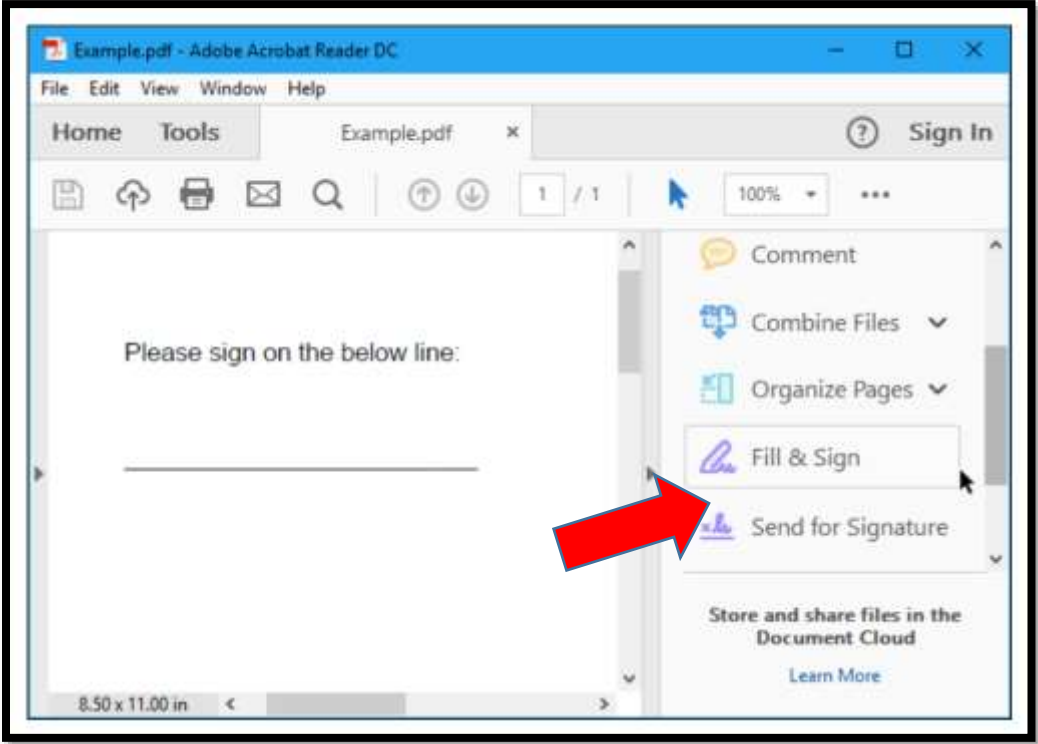 Example.pdf - Adobe Acrobat Reader DC
File Edit View Window Help
Home Tools Example.pdf × ? Sign In
1 / 1 100%
Comment
Combine Files
Please sign on the below line:
Organize Pages
Fill & Sign
Send for Signature
Store and share files in the
Document Cloud
Learn More
8.50 x 11.00 in